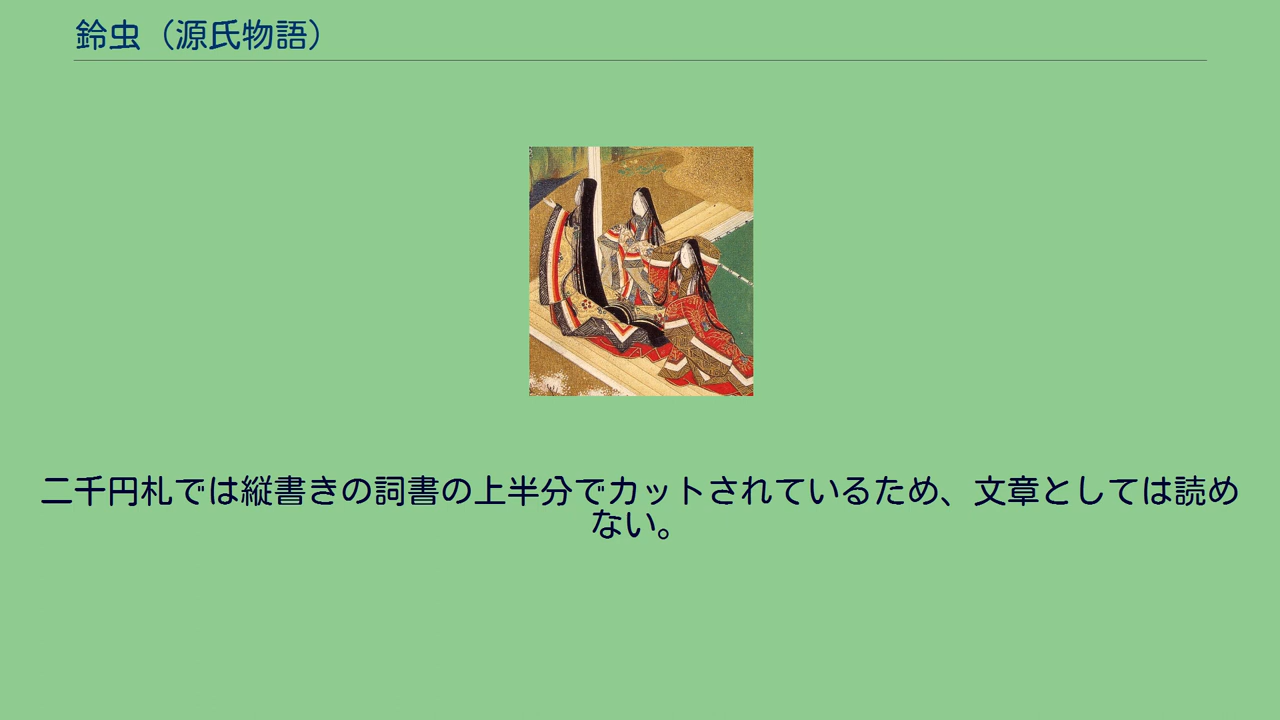 鈴虫（源氏物語）
二千円札では縦書きの詞書の上半分でカットされているため、文章としては読め
ない。